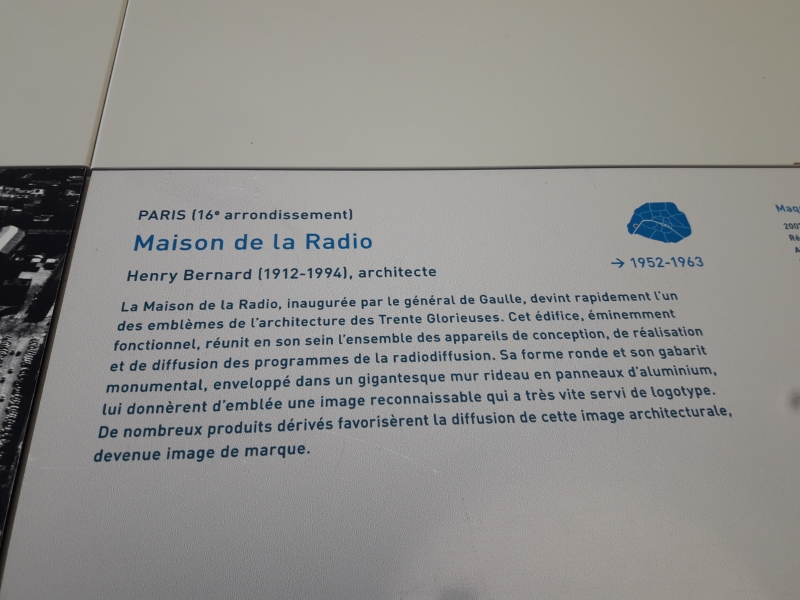 PARIS (16e arrondissement)
Maison de la Radio
→ 1952-1963
Henry Bernard (1912-1994), architecte
La Maison de la Radio, inaugurée par le général de Gaulle, devint rapidement l'un
des emblèmes de l'architecture des Trente Glorieuses. Cet édifice, éminemment
fonctionnel, réunit en son sein l'ensemble des appareils de conception, de réalisation
et de diffusion des programmes de la radiodiffusion. Sa forme ronde et son gabarit
monumental, enveloppé dans un gigantesque mur rideau en panneaux d'aluminium,
lui donnèrent d'emblée une image reconnaissable qui a très vite servi de logotype.
De nombreux produits dérivés favorisèrent la diffusion de cette image architecturale,
devenue image de marque.